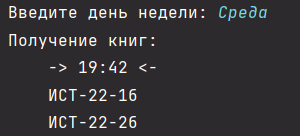 Введите день недели: Среда
Получение книг:
-> 19:42 <-
ИСТ-22-16
ИСТ-22-26